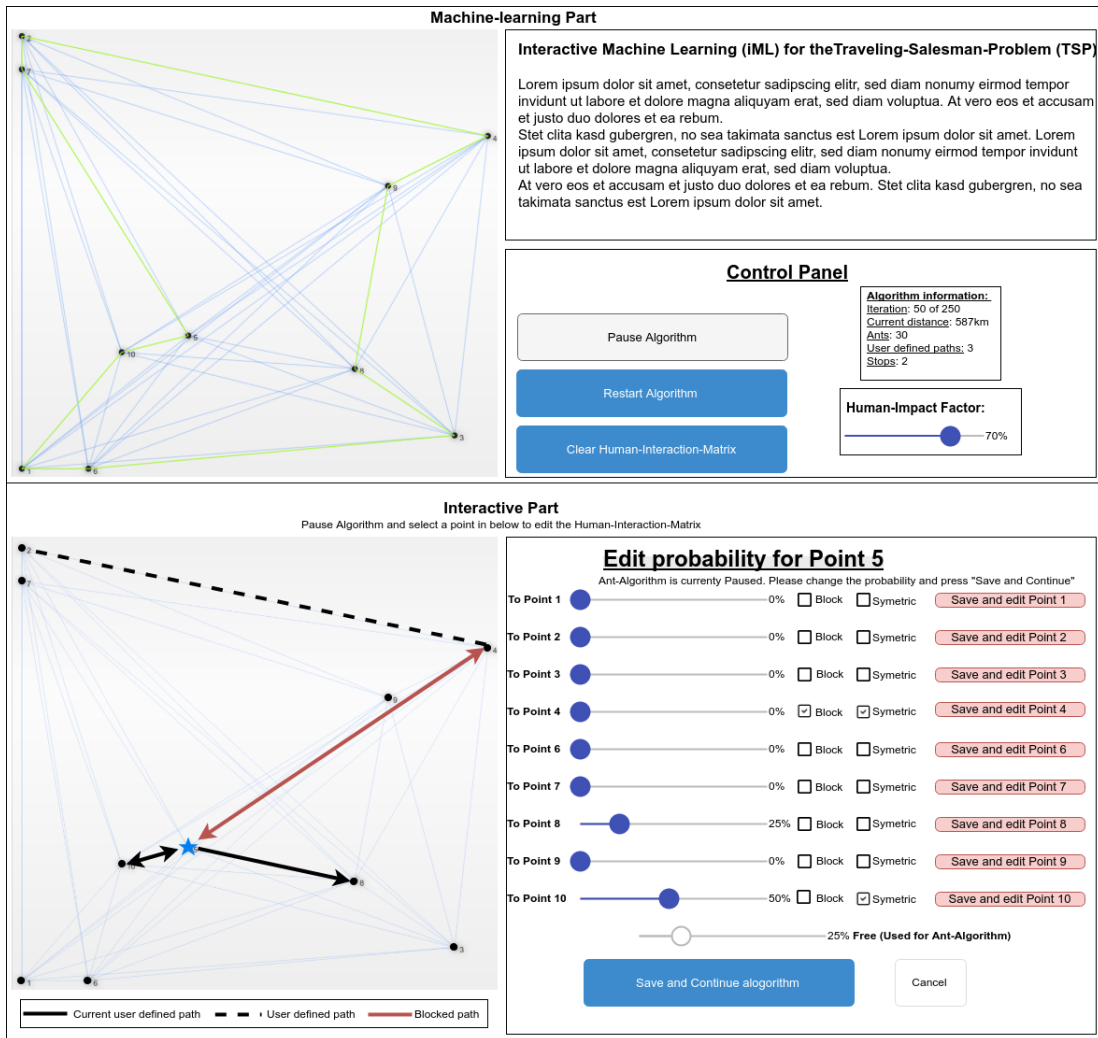 Machine-learning Part
2
7
4
9
5
10
8
3
1
6
Interactive Machine Learning (iML) for theTraveling-Salesman-Problem (TSP)
Lorem ipsum dolor sit amet, consetetur sadipscing elitr, sed diam nonumy eirmod tempor
invidunt ut labore et dolore magna aliquyam erat, sed diam voluptua. At vero eos et accusam
et justo duo dolores et ea rebum.
Stet clita kasd gubergren, no sea takimata sanctus est Lorem ipsum dolor sit amet. Lorem
ipsum dolor sit amet, consetetur sadipscing elitr, sed diam nonumy eirmod tempor invidunt
ut labore et dolore magna aliquyam erat, sed diam voluptua.
At vero eos et accusam et justo duo dolores et ea rebum. Stet clita kasd gubergren, no sea
takimata sanctus est Lorem ipsum dolor sit amet.
Control Panel
Pause Algorithm
Restart Algorithm
Clear Human-Interaction-Matrix
Algorithm information:
Iteration: 50 of 250
Current distance: 587km
Ants: 30
User defined paths: 3
Stops: 2
Human-Impact Factor:
70%
Interactive Part
Pause Algorithm and select a point in below to edit the Human-Interaction-Matrix
2
7
4
9
10
8
3
1
6
Current user defined path
User defined path
Blocked path
Edit probability for Point 5
Ant-Algorithm is currenty Paused. Please change the probability and press "Save and Continue"
To Point 1 0% Block Symetric Save and edit Point 1
To Point 2 0% Block Symetric Save and edit Point 2
To Point 3 0% Block Symetric Save and edit Point 3
To Point 4 0% Block Symetric Save and edit Point 4
To Point 6 0% Block Symetric Save and edit Point 6
To Point 7 0% Block Symetric Save and edit Point 7
To Point 8 25% Block Symetric Save and edit Point 8
To Point 9 0% Block Symetric Save and edit Point 9
To Point 10 50% Block Symetric Save and edit Point 10
25% Free (Used for Ant-Algorithm)
Save and Continue alogorithm
Cancel